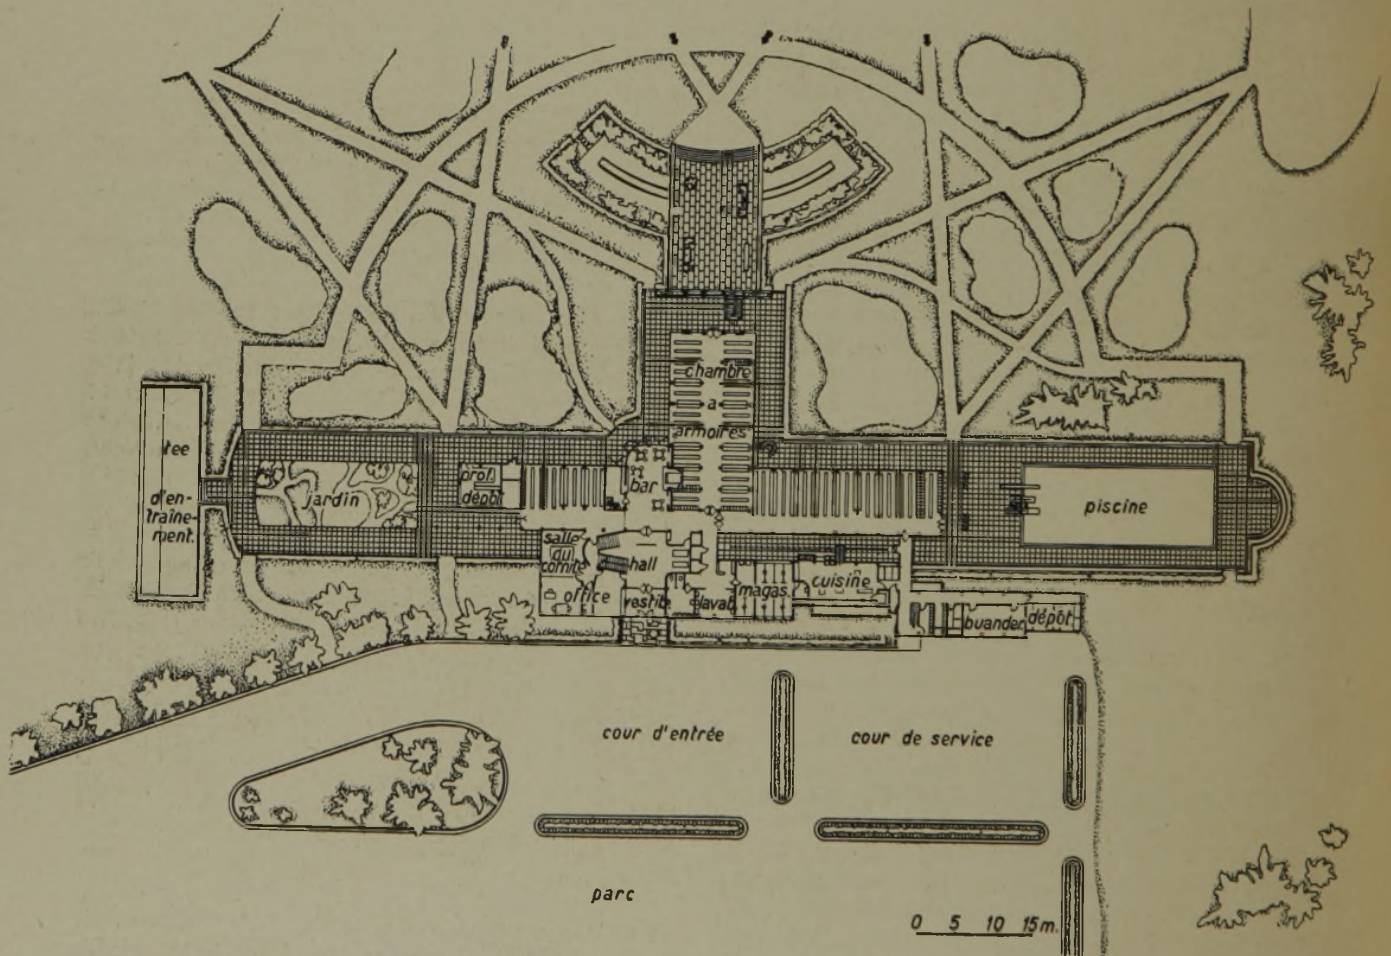 chambre
a
armoires
tee
d'en-
traîne-
ment.
jardin
prof.
dépôt
bar
piscine
salle
du
comité
hall
office
vestib.
lavab.
magas.
cuisine
buander.
dépôt
cour d'entrée
cour de service
parc
0 5 10 15 m.